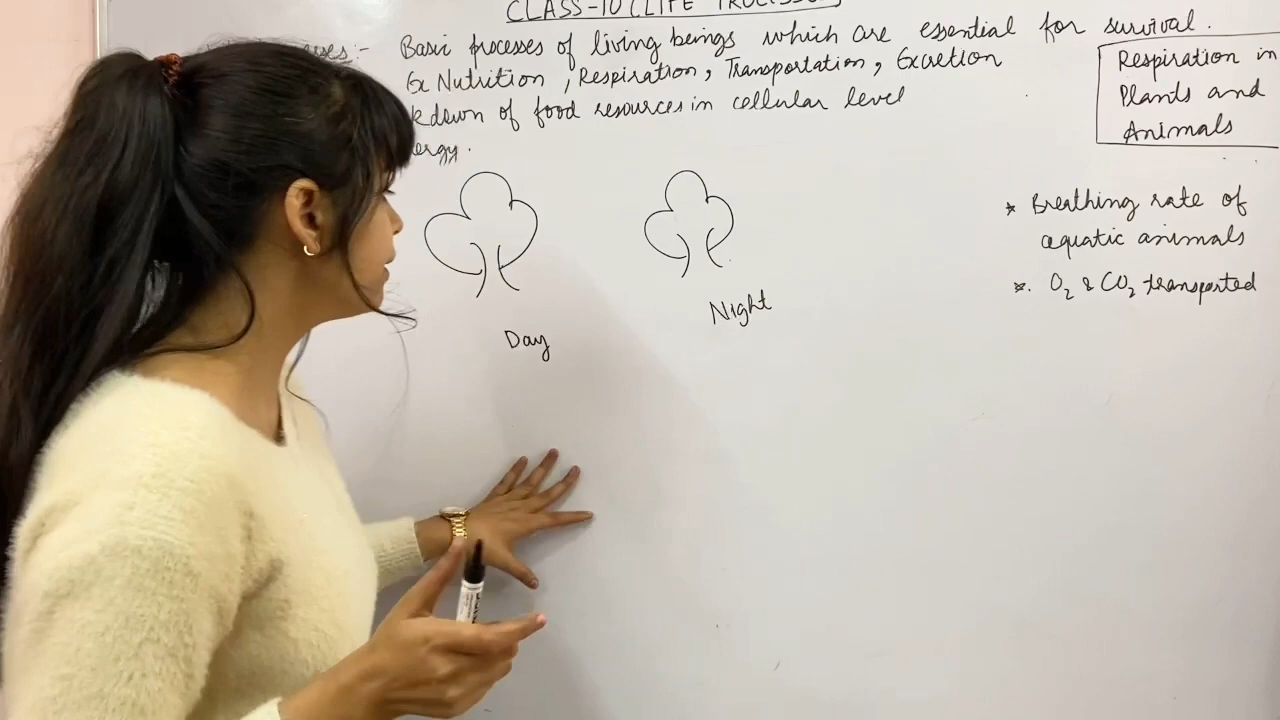 CLASS-10 (LIFE PROCESSES
:- Basic processes of living beings which are essential for survival.
Ex Nutrition, Respiration, Transportation, Excretion
kdown of food resources in cellular level
ergy.
Respiration in
Plants and
Animals
* Breathing rate of
aquatic animals
*. O2 & CO2 transported
Day
Night